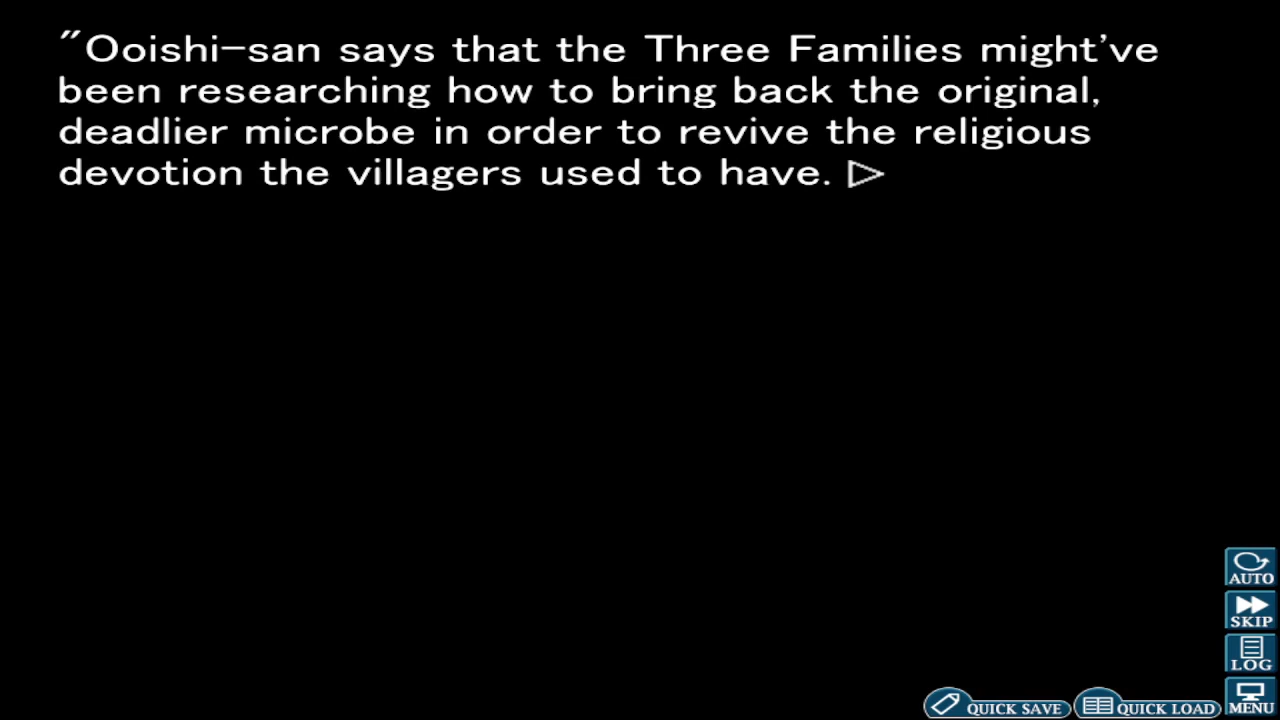 "Ooishi-san says that the Three Families might've
been researching how to bring back the original,
deadlier microbe in order to revive the religious
devotion the villagers used to have.
AUTO
SKIP
LOG
QUICK SAVE
QUICK LOAD
MENU